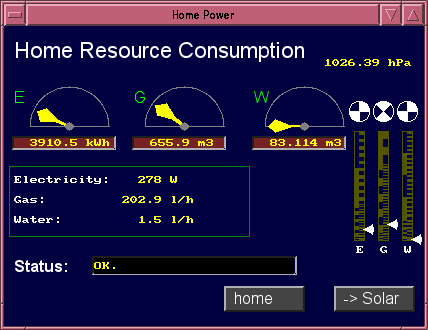 Home Power
Home Resource Consumption
1026.39 hPa
E G W
3910.5 kWh 655.9 m3 83.114 m3
Electricity: 278 W
Gas: 202.9 l/h
Water: 1.5 l/h
E G W
Status: OK.
home -> Solar